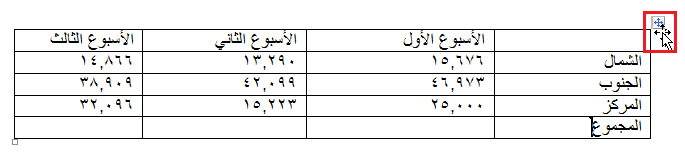 الأسبوع الأول الأسبوع الثاني الأسبوع الثالث
الشمال ١٥,٦٧٦ ١٣,٢٩٠ ١٤,٨٦٦
الجنوب ٤٦,٩٧٣ ٤٢,٠٩٩ ٣٨,٩٠٩
المركز ٢٥,٠٠٠ ١٥,٢٢٣ ٣٢,٠٩٦
المجموع